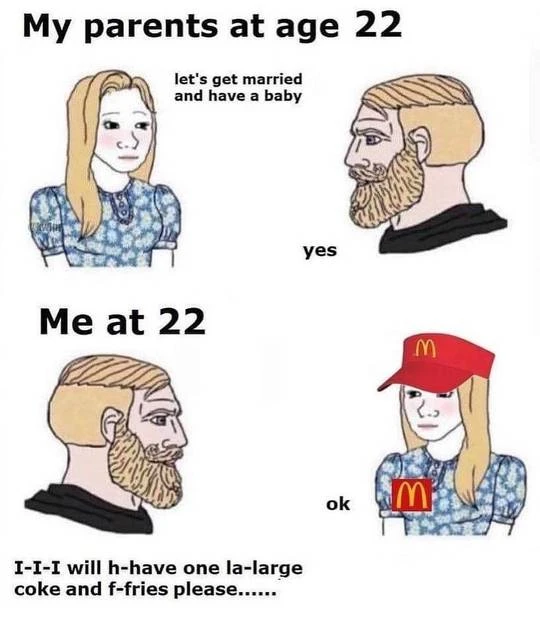 My parents at age 22
let's get married
and have a baby
yes
Me at 22
M
ok
M
I-I-I will h-have one la-large
coke and f-fries please......